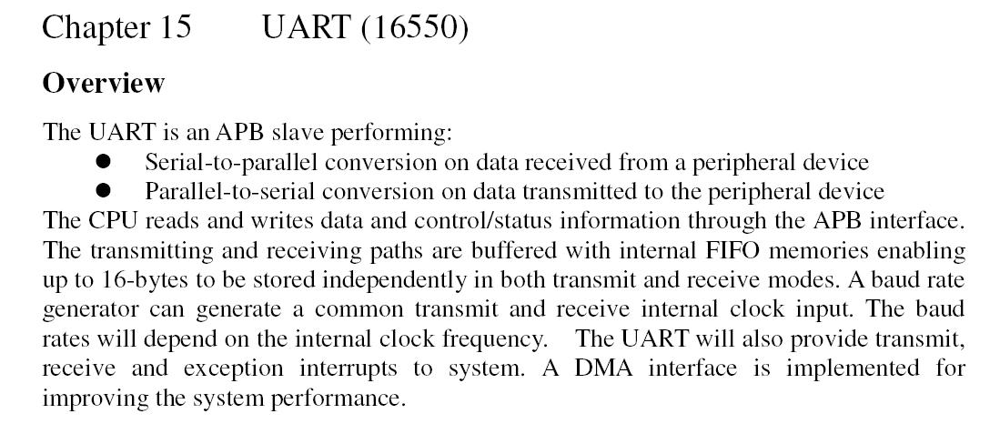 Chapter 15 UART (16550)
Overview
The UART is an APB slave performing:
● Serial-to-parallel conversion on data received from a peripheral device
● Parallel-to-serial conversion on data transmitted to the peripheral device
The CPU reads and writes data and control/status information through the APB interface.
The transmitting and receiving paths are buffered with internal FIFO memories enabling
up to 16-bytes to be stored independently in both transmit and receive modes. A baud rate
generator can generate a common transmit and receive internal clock input. The baud
rates will depend on the internal clock frequency. The UART will also provide transmit,
receive and exception interrupts to system. A DMA interface is implemented for
improving the system performance.